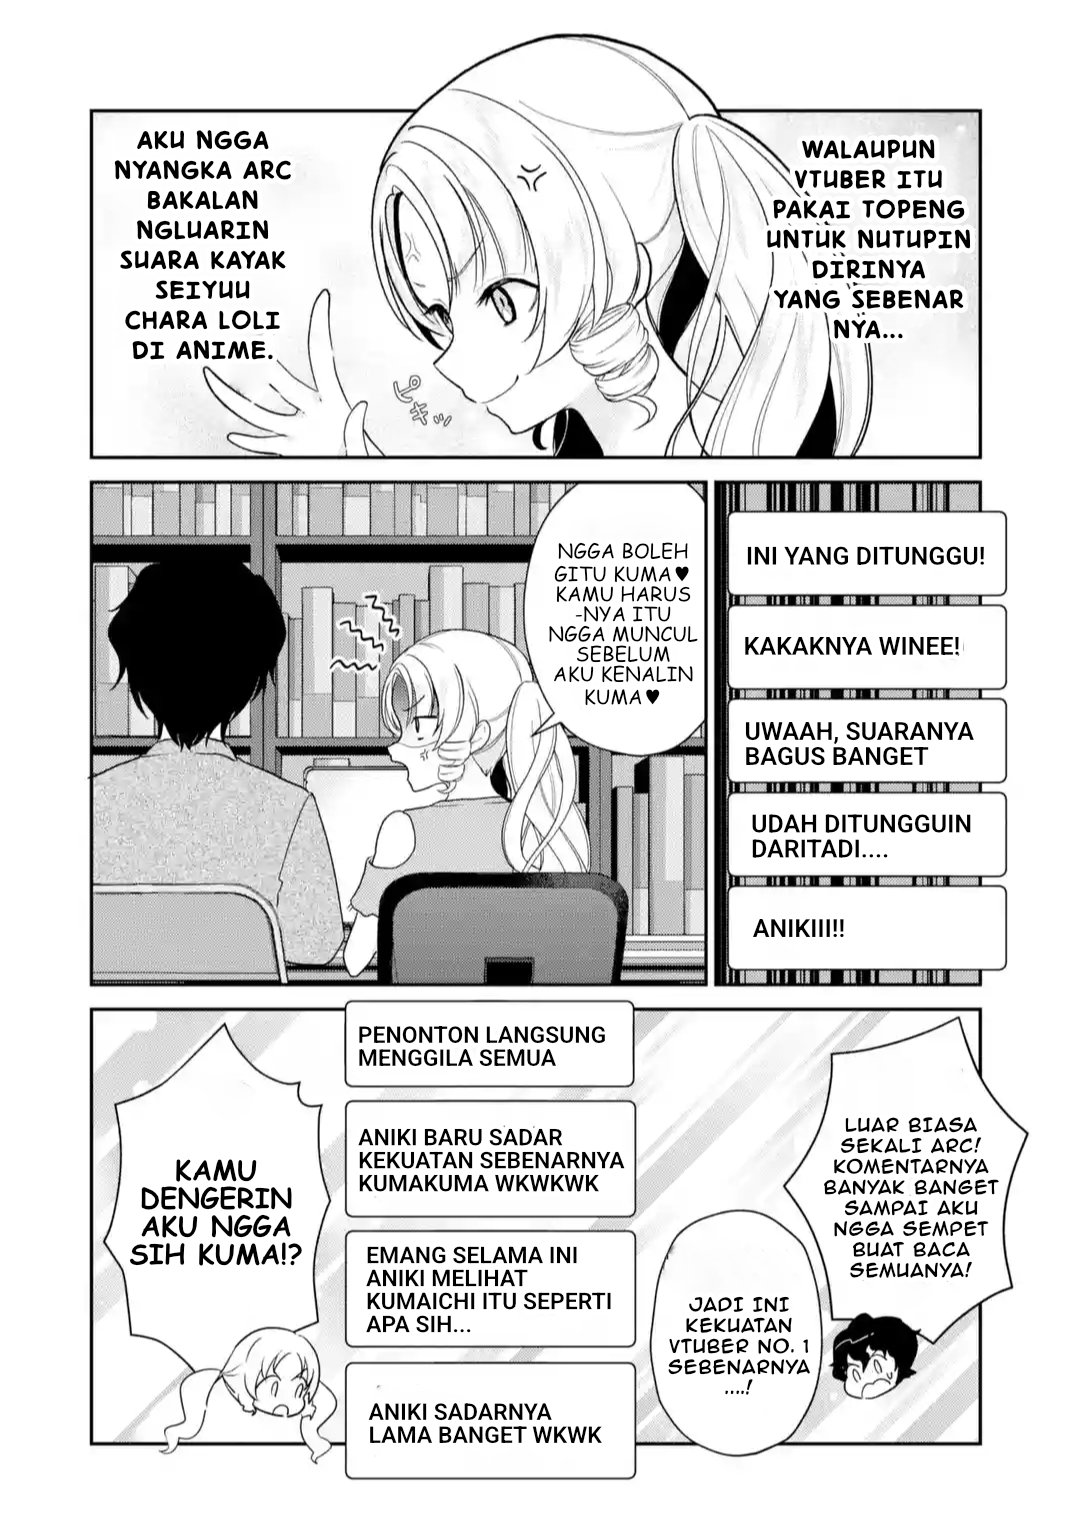 WALAUPUN
VTUBER ITU
PAKAI TOPENG
UNTUK NUTUPIN
DIRINYA
YANG SEBENAR
NYA...
AKU NGGA
NYANGKA ARC
BAKALAN
NGLUARIN
SUARA KAYAK
SEIYUU
CHARA LOLI
DI ANIME.
ピキッ
INI YANG DITUNGGU!
KAKAKNYA WINEE!
UWAAH, SUARANYA
BAGUS BANGET
UDAH DITUNGGUIN
DARITADI....
ANIKIII!!
NGGA BOLEH
GITU KUMA♥
KAMU HARUS
-NYA ITU
NGGA MUNCUL
SEBELUM
AKU KENALIN
KUMA♥
LUAR BIASA
SEKALI ARC!
KOMENTARNYA
BANYAK BANGET
SAMPAI AKU
NGGA SEMPET
BUAT BACA
SEMUANYA!
JADI INI
KEKUATAN
VTUBER NO. 1
SEBENARNYA
....!
PENONTON LANGSUNG
MENGGILA SEMUA
ANIKI BARU SADAR
KEKUATAN SEBENARNYA
KUMAKUMA WKWKWK
EMANG SELAMA INI
ANIKI MELIHAT
KUMAICHI ITU SEPERTI
APA SIH...
ANIKI SADARNYA
LAMA BANGET WKWK
KAMU
DENGERIN
AKU NGGA
SIH KUMA!?